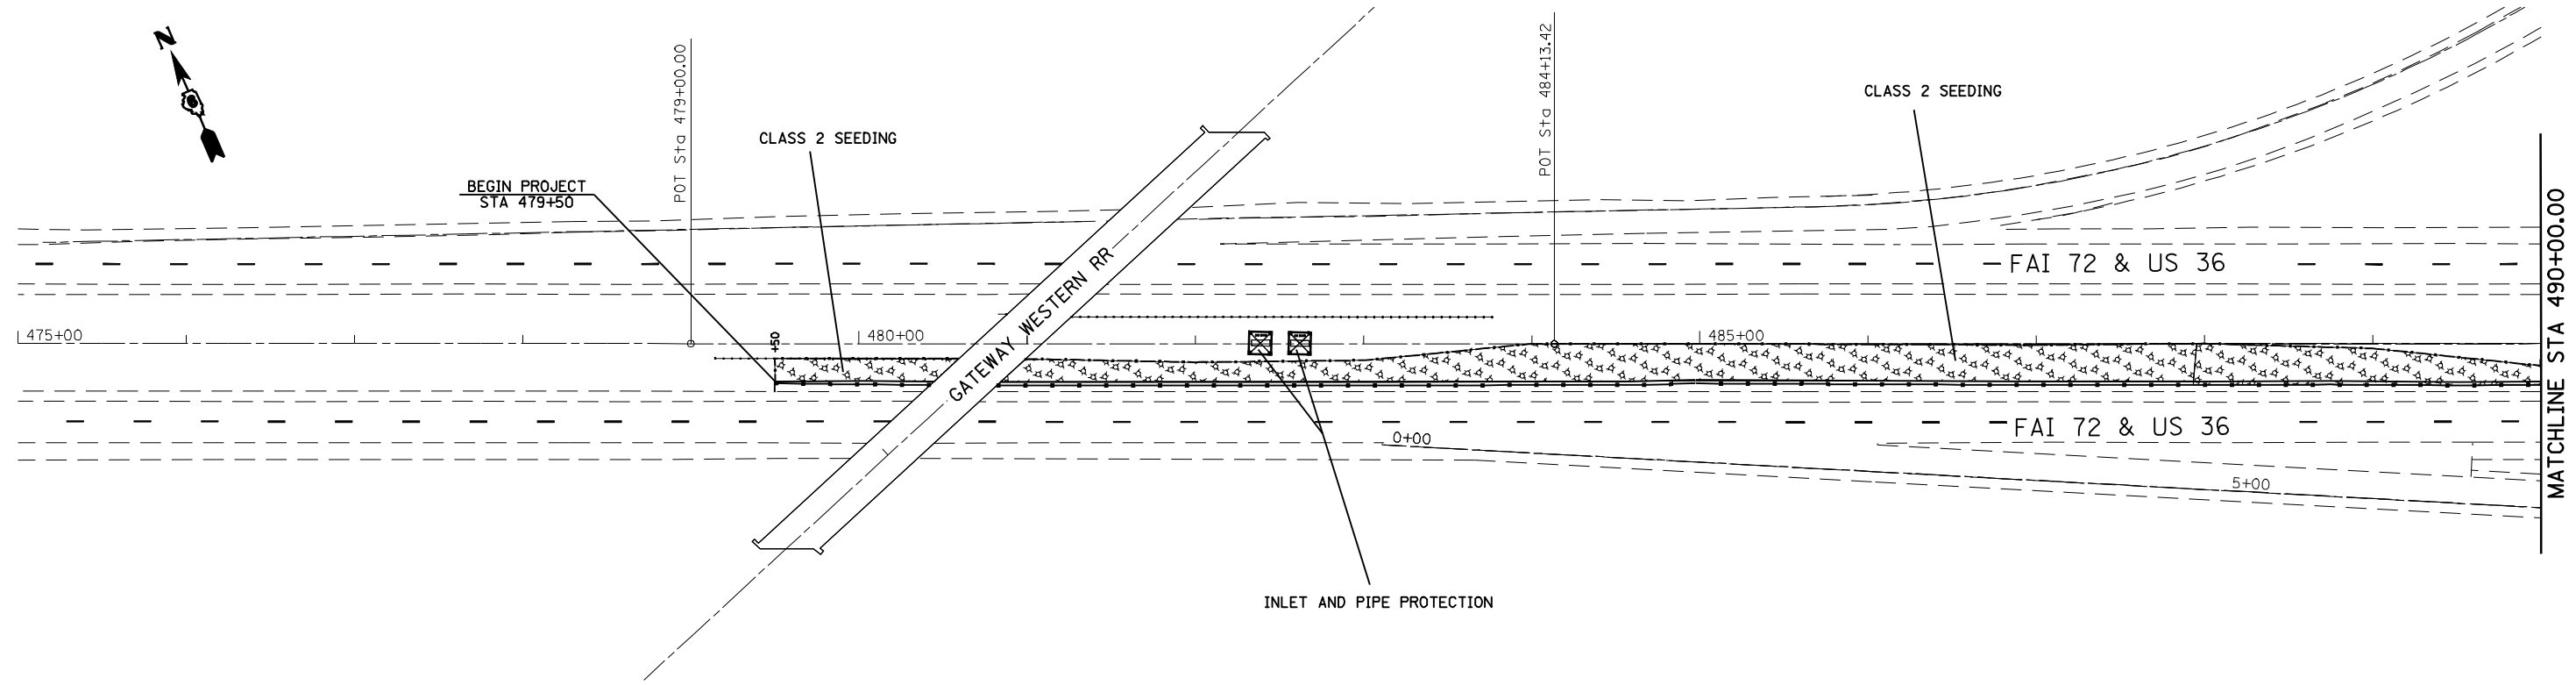 N
POT Sta 479+00.00
POT Sta 484+13.42
CLASS 2 SEEDING
CLASS 2 SEEDING
BEGIN PROJECT
STA 479+50
MATCHLINE STA 490+00.00
GATEWAY WESTERN RR
FAI 72 & US 36
475+00
+50
480+00
485+00
FAI 72 & US 36
0+00
5+00
INLET AND PIPE PROTECTION